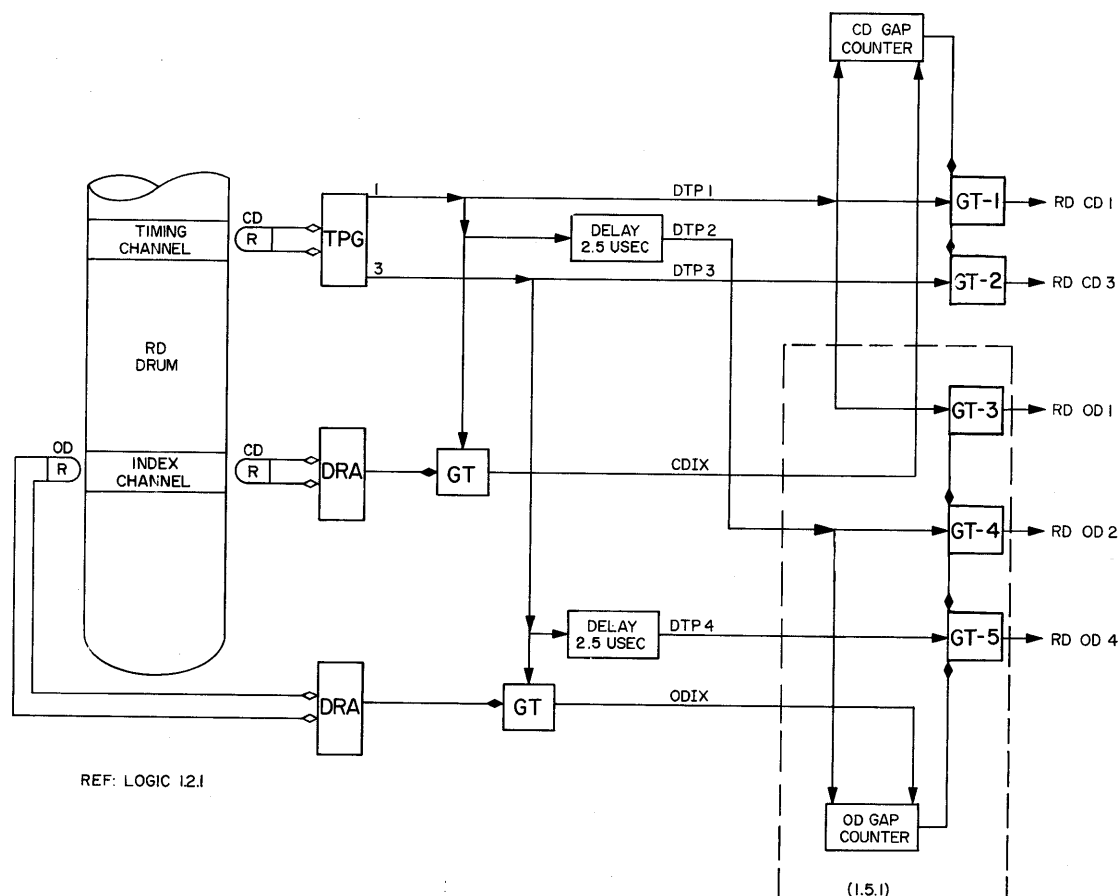 CD GAP
COUNTER
1
DTP 1
GT-1
RD CD 1
CD
R
TIMING
CHANNEL
TPG
DELAY
2.5 USEC
DTP 2
3
DTP 3
GT-2
RD CD 3
RD
DRUM
GT-3
RD OD 1
OD
R
INDEX
CHANNEL
CD
R
DRA
GT
CDIX
GT-4
RD OD 2
DELAY
2.5 USEC
DTP 4
GT-5
RD OD 4
DRA
GT
ODIX
REF: LOGIC 1.2.1
OD GAP
COUNTER
(1.5.1)